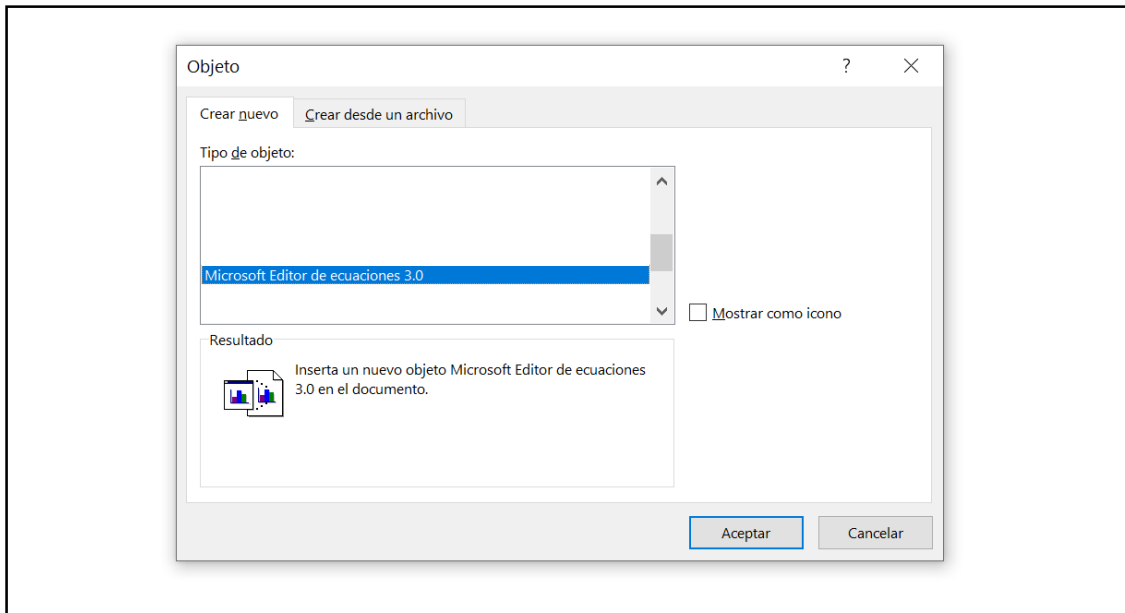 Objeto
?
Crear nuevo
Crear desde un archivo
Tipo de objeto:
Microsoft Editor de ecuaciones 3.0
Mostrar como icono
Resultado
Inserta un nuevo objeto Microsoft Editor de ecuaciones
3.0 en el documento.
Aceptar
Cancelar